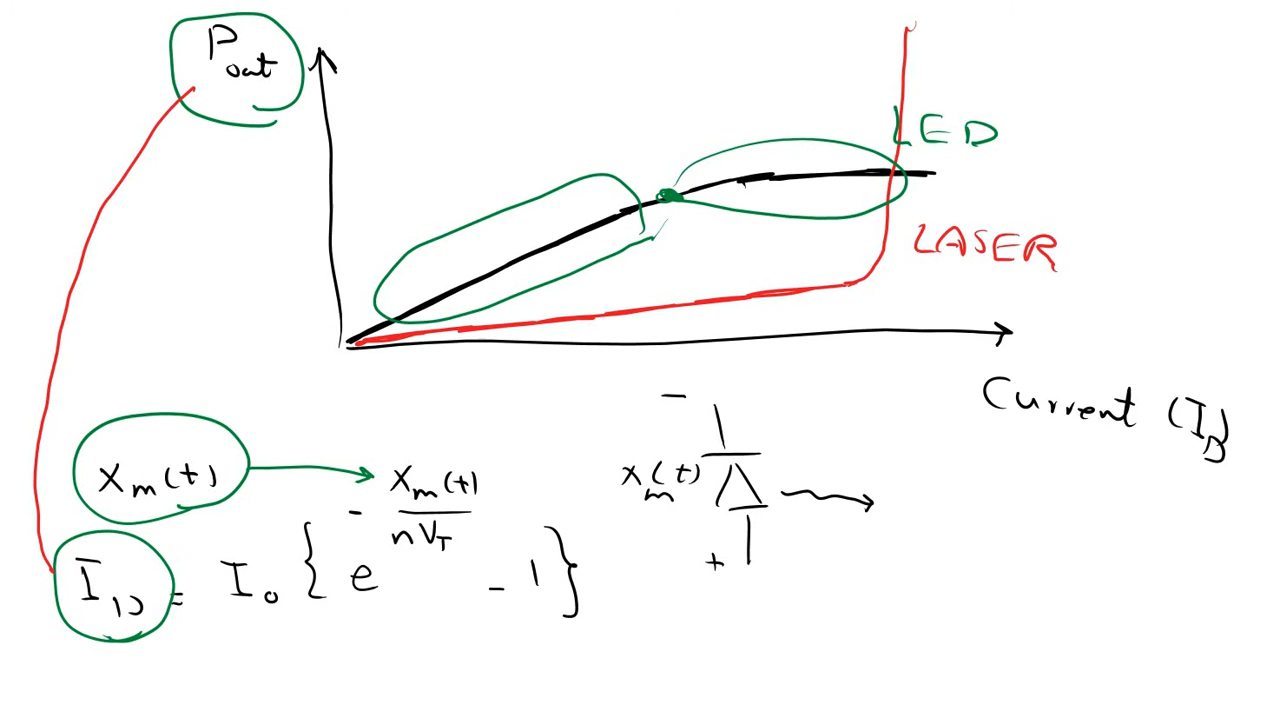 Pout
LED
LASER
Current (ID)
Xm(t)
- Xm(t) / nVT
ID = I0 { e - 1 }
-
Xm(t)
+